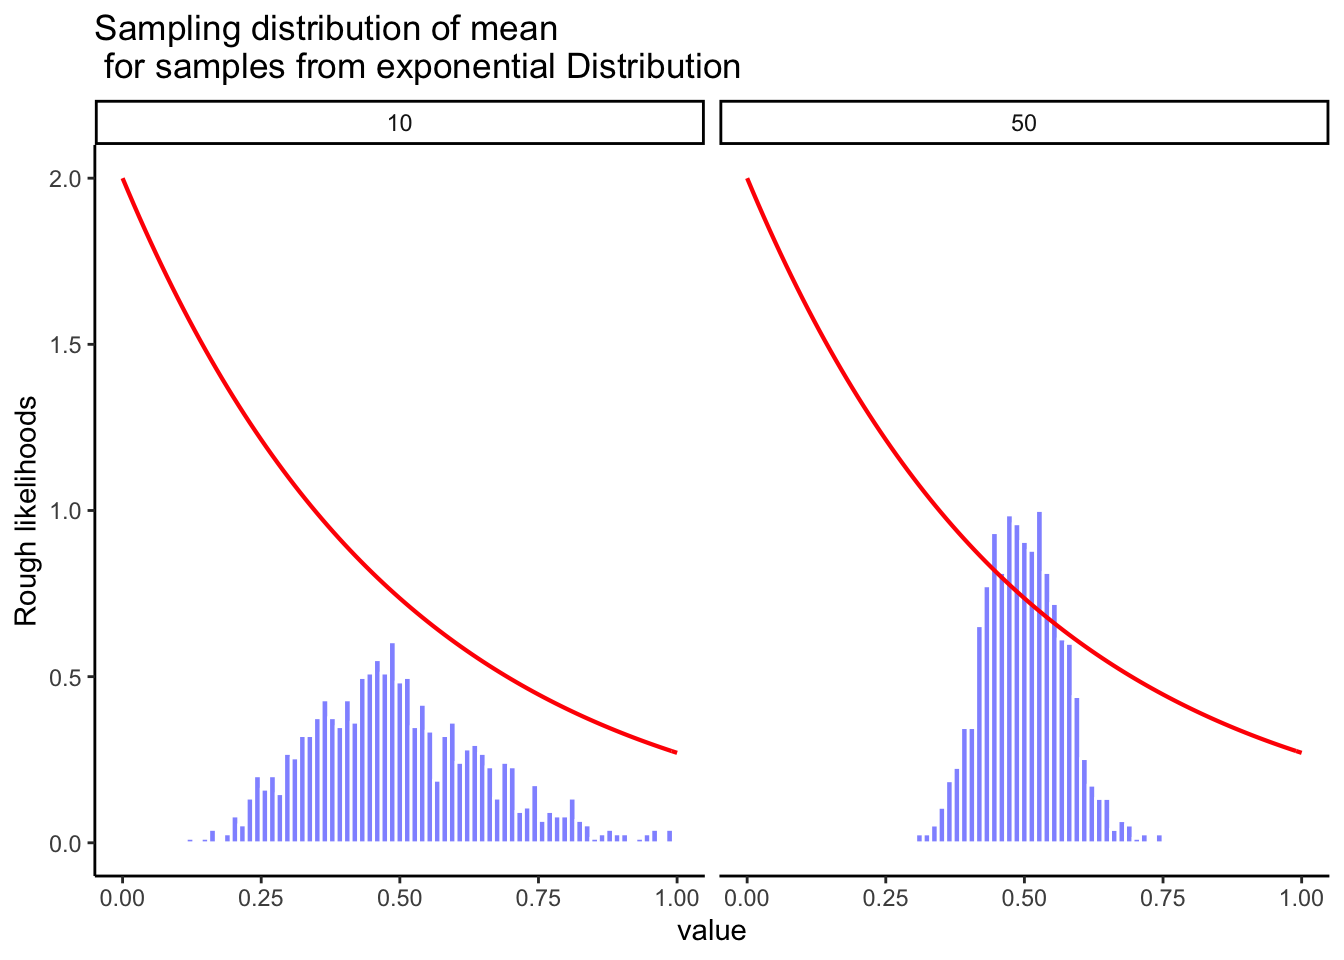 Sampling distribution of mean
for samples from exponential Distribution
10
50
2.0
1.5
1.0
0.5
0.0
Rough likelihoods
0.00 0.25 0.50 0.75 1.00
0.00 0.25 0.50 0.75 1.00
value